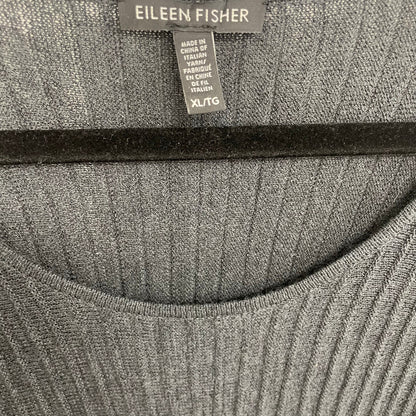 EILEEN FISHER
MADE IN
CHINA OF
ITALIAN
YARN/
FABRIQUÉ
EN CHINE
DE FIL
ITALIEN
XL/TG